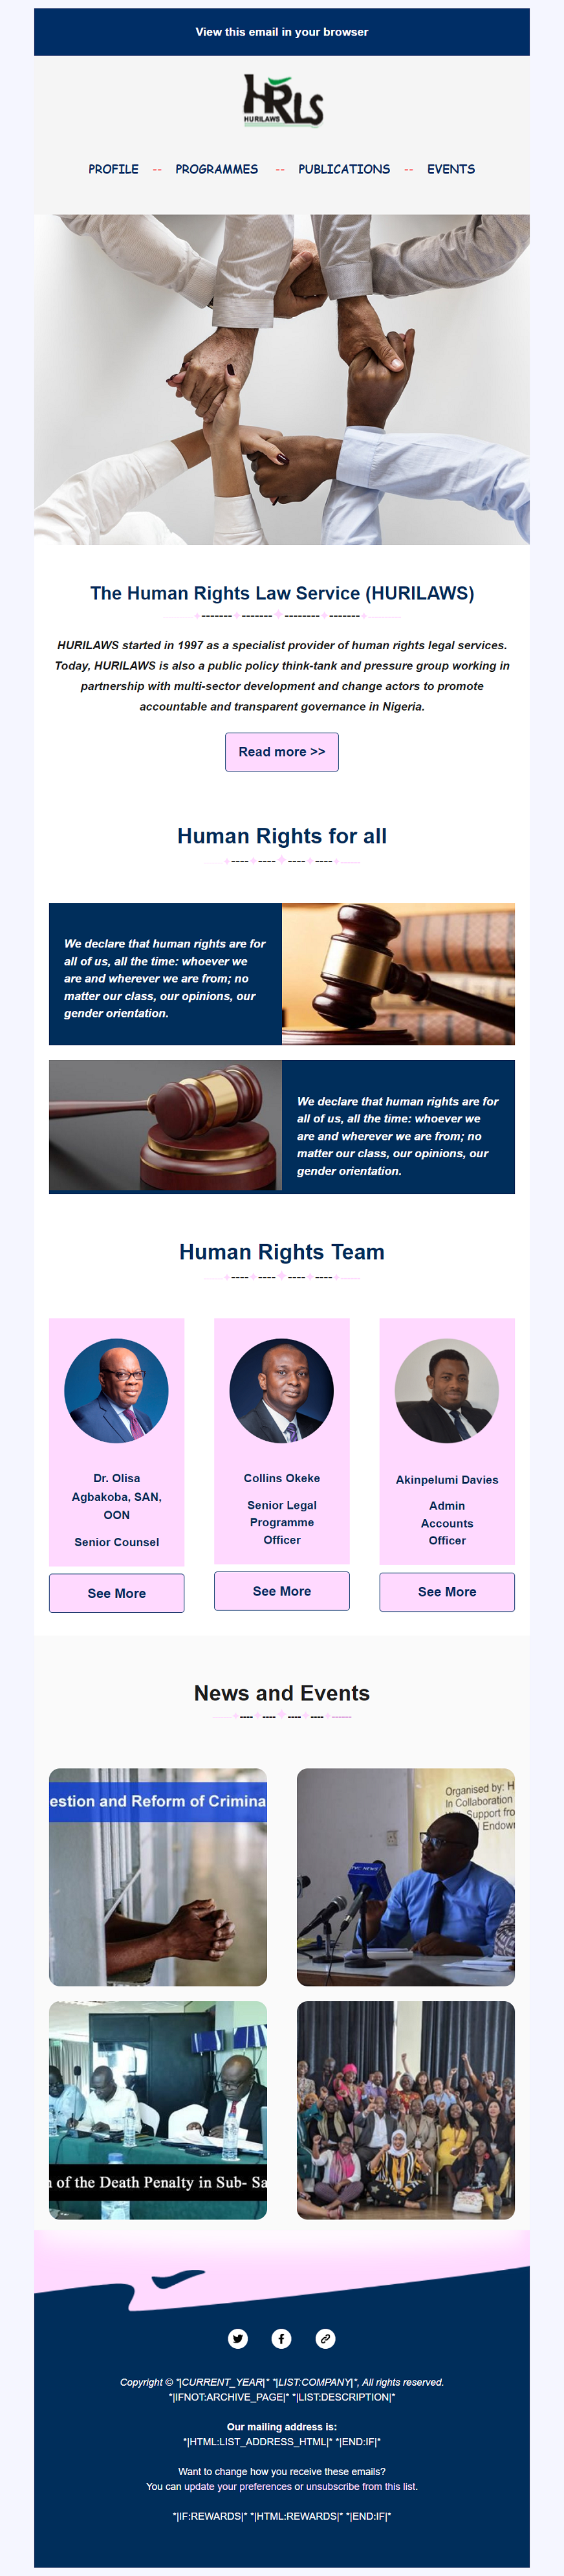 View this email in your browser
HRLS
HURILAWS
PROFILE -- PROGRAMMES -- PUBLICATIONS -- EVENTS
The Human Rights Law Service (HURILAWS)
HURILAWS started in 1997 as a specialist provider of human rights legal services.
Today, HURILAWS is also a public policy think-tank and pressure group working in
partnership with multi-sector development and change actors to promote
accountable and transparent governance in Nigeria.
Read more >>
Human Rights for all
We declare that human rights are for
all of us, all the time: whoever we
are and wherever we are from; no
matter our class, our opinions, our
gender orientation.
We declare that human rights are for
all of us, all the time: whoever we
are and wherever we are from; no
matter our class, our opinions, our
gender orientation.
Human Rights Team
Dr. Olisa
Agbakoba, SAN,
OON
Senior Counsel
See More
Collins Okeke
Senior Legal
Programme
Officer
See More
Akinpelumi Davies
Admin
Accounts
Officer
See More
News and Events
estion and Reform of Crimina
Organised by: H
In Collaboration
Support fro
Endow
NEWS
n of the Death Penalty in Sub- Sa
Copyright © *|CURRENT_YEAR|* *|LIST:COMPANY|*, All rights reserved.
*|IFNOT:ARCHIVE_PAGE|* *|LIST:DESCRIPTION|*
Our mailing address is:
*|HTML:LIST_ADDRESS_HTML|* *|END:IF|*
Want to change how you receive these emails?
You can update your preferences or unsubscribe from this list.
*|IF:REWARDS|* *|HTML:REWARDS|* *|END:IF|*